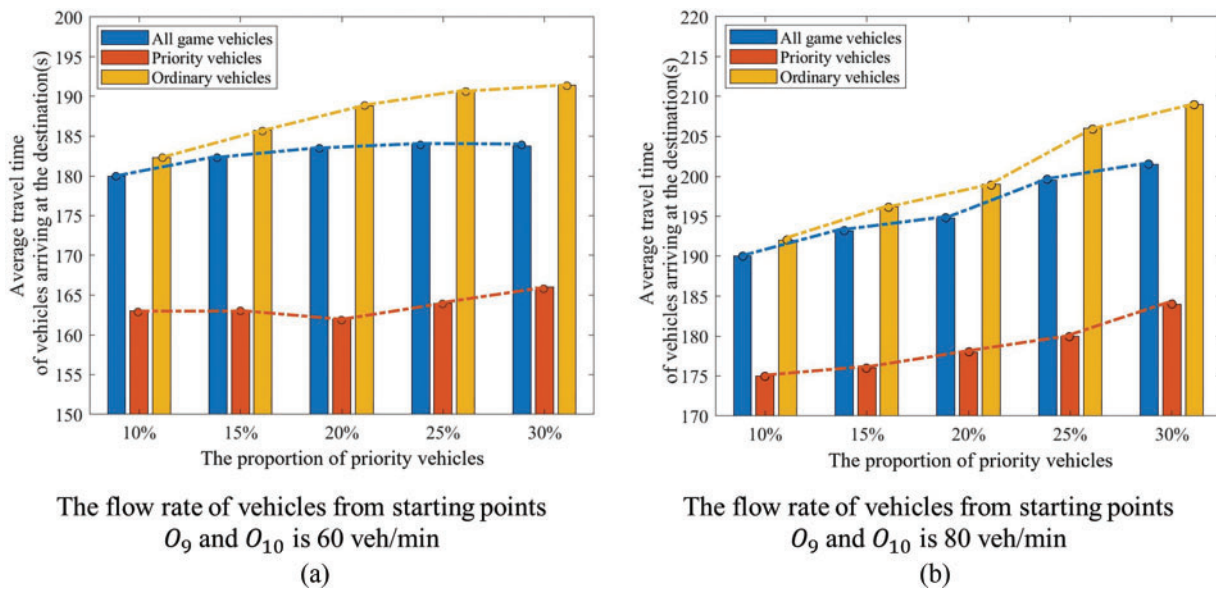 200
195
190
185
180
175
170
165
160
155
150
Average travel time
of vehicles arriving at the destination(s)
All game vehicles
Priority vehicles
Ordinary vehicles
10%
15%
20%
25%
30%
The proportion of priority vehicles
The flow rate of vehicles from starting points
O₉ and O₁₀ is 60 veh/min
(a)
220
215
210
205
200
195
190
185
180
175
170
Average travel time
of vehicles arriving at the destination(s)
All game vehicles
Priority vehicles
Ordinary vehicles
10%
15%
20%
25%
30%
The proportion of priority vehicles
The flow rate of vehicles from starting points
O₉ and O₁₀ is 80 veh/min
(b)